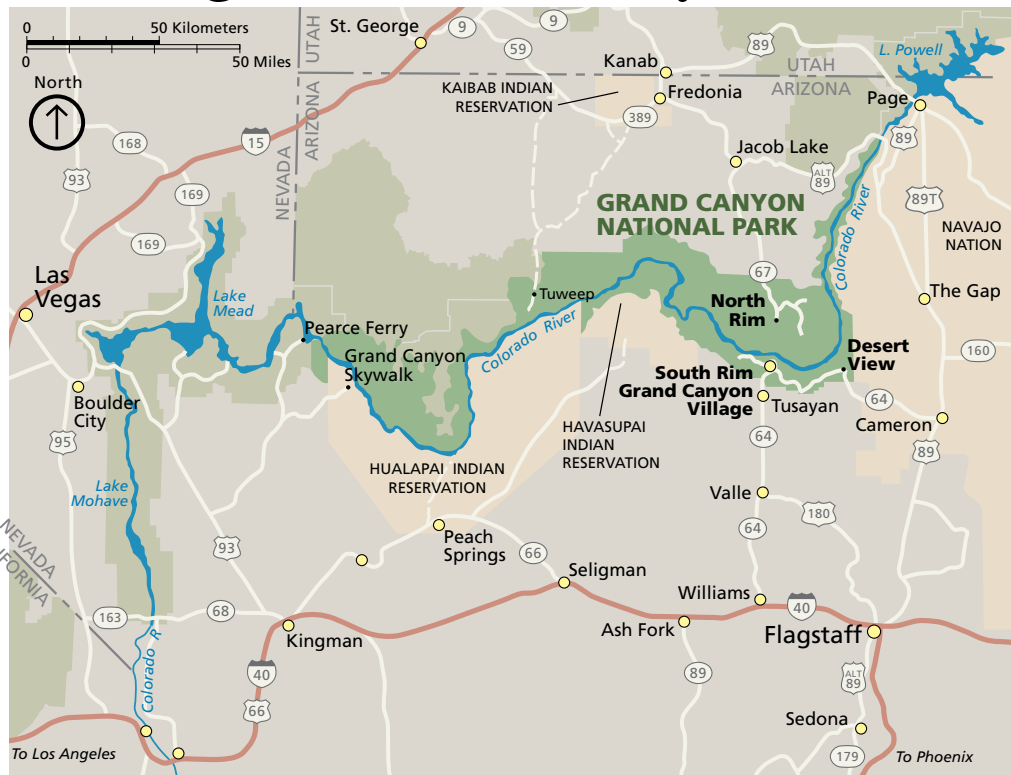 0
50 Kilometers
0
50 Miles
North
St. George
9
9
59
89
L. Powell
UTAH
ARIZONA
UTAH
ARIZONA
Kanab
Fredonia
KAIBAB INDIAN
RESERVATION
389
Page
89
15
168
93
169
169
NEVADA
Jacob Lake
ALT
89
GRAND CANYON
NATIONAL PARK
Colorado River
89T
NAVAJO
NATION
Las
Vegas
Lake
Mead
67
The Gap
Tuweep
North
Rim
Pearce Ferry
Colorado River
Grand Canyon
Skywalk
Desert
View
160
South Rim
Grand Canyon
Village
Tusayan
64
Boulder
City
Cameron
95
HAVASUPAI
INDIAN
RESERVATION
64
89
HUALAPAI INDIAN
RESERVATION
Lake
Mohave
Valle
180
NEVADA
IFORNIA
93
Peach
Springs
66
64
Seligman
Williams
40
163
68
Ash Fork
Flagstaff
Kingman
Colorado R
40
66
89
ALT
89
Sedona
To Los Angeles
179
To Phoenix